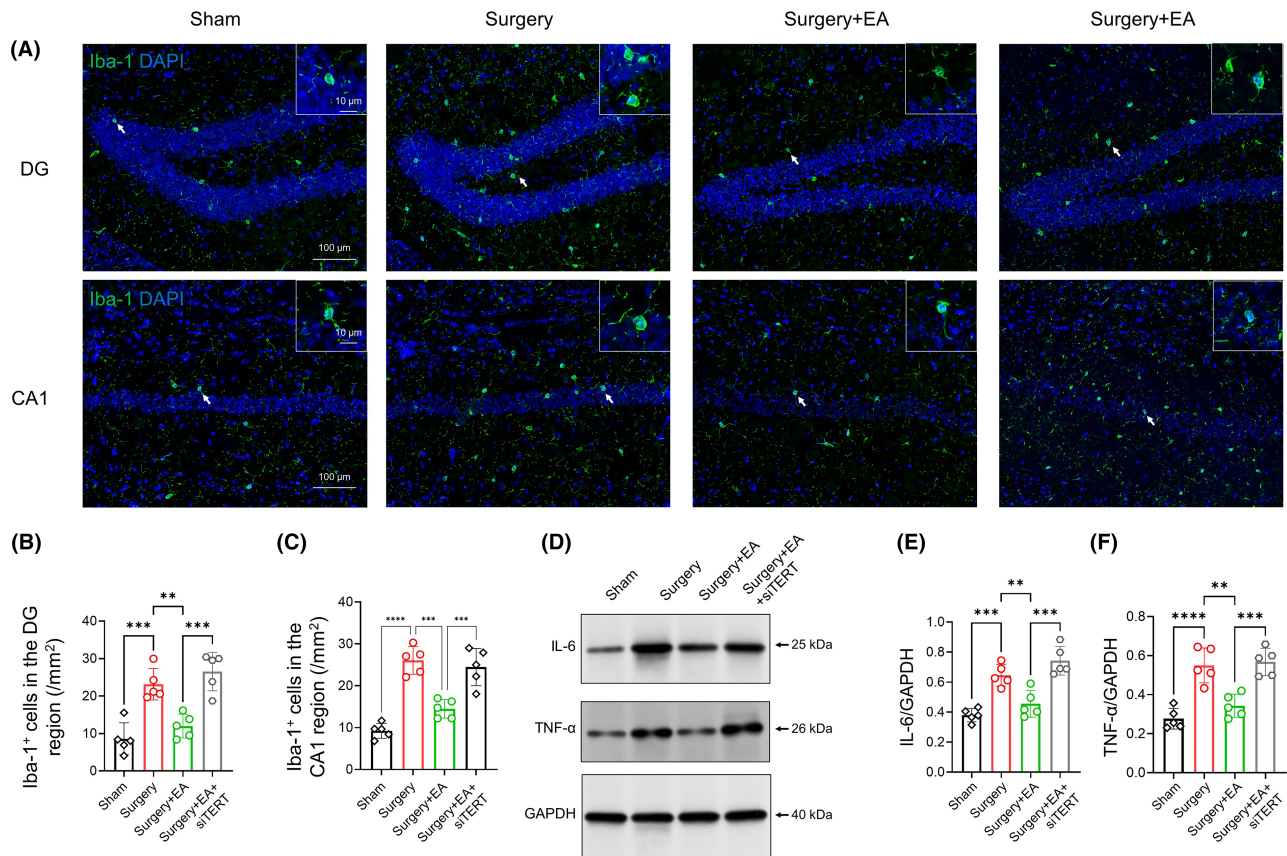 Sham Surgery Surgery+EA Surgery+EA
(A)
Iba-1 DAPI
10 µm
DG
100 µm
Iba-1 DAPI
10 µm
CA1
100 µm
(B)
Iba-1+ cells in the DG
region (/mm2)
40
30
20
10
0
*** ** ***
Sham
Surgery
Surgery+EA
Surgery+EA+
siTERT
(C)
Iba-1+ cells in the
CA1 region (/mm2)
40
30
20
10
0
**** *** ***
Sham
Surgery
Surgery+EA
Surgery+EA+
siTERT
(D)
Sham
Surgery
Surgery+EA
Surgery+EA
+siTERT
IL-6 25 kDa
TNF-α 26 kDa
GAPDH 40 kDa
(E)
IL-6/GAPDH
1.0
0.8
0.6
0.4
0.2
0.0
*** ** ***
Sham
Surgery
Surgery+EA
Surgery+EA+
siTERT
(F)
TNF-α/GAPDH
0.8
0.6
0.4
0.2
0.0
**** ** ***
Sham
Surgery
Surgery+EA
Surgery+EA+
siTERT